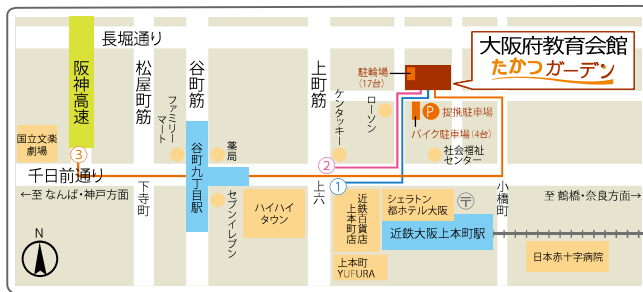 長堀通り
阪神高速
松屋町筋
谷町筋
上町筋
大阪府教育会館
たかつガーデン
駐輪場
(17台)
ファミリー
マート
ケンタッキー
ローソン
P
提携駐車場
バイク駐車場(4台)
国立文楽
劇場
③
薬局
谷町九丁目駅
②
社会福祉
センター
千日前通り
①
←至 なんば・神戸方面
下寺町
セブンイレブン
ハイハイ
タウン
上六
近鉄百貨店
上本町店
シェラトン
都ホテル大阪
〒
小橋町
至 鶴橋・奈良方面→
近鉄大阪上本町駅
N
上本町
YUFURA
日本赤十字病院